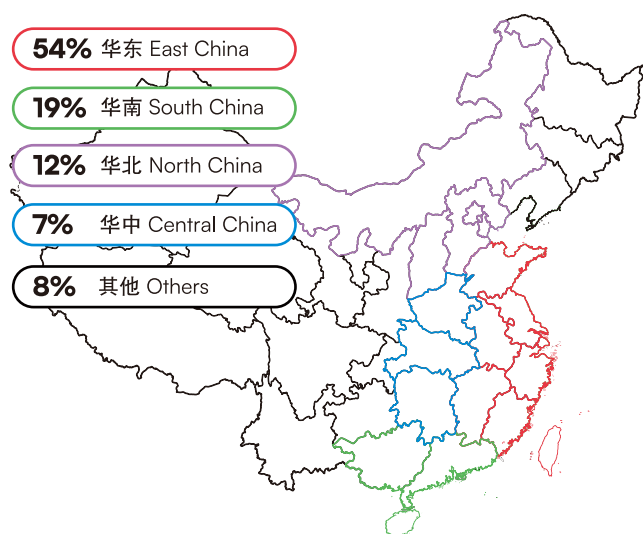 54% 华东 East China
19% 华南 South China
12% 华北 North China
7% 华中 Central China
8% 其他 Others